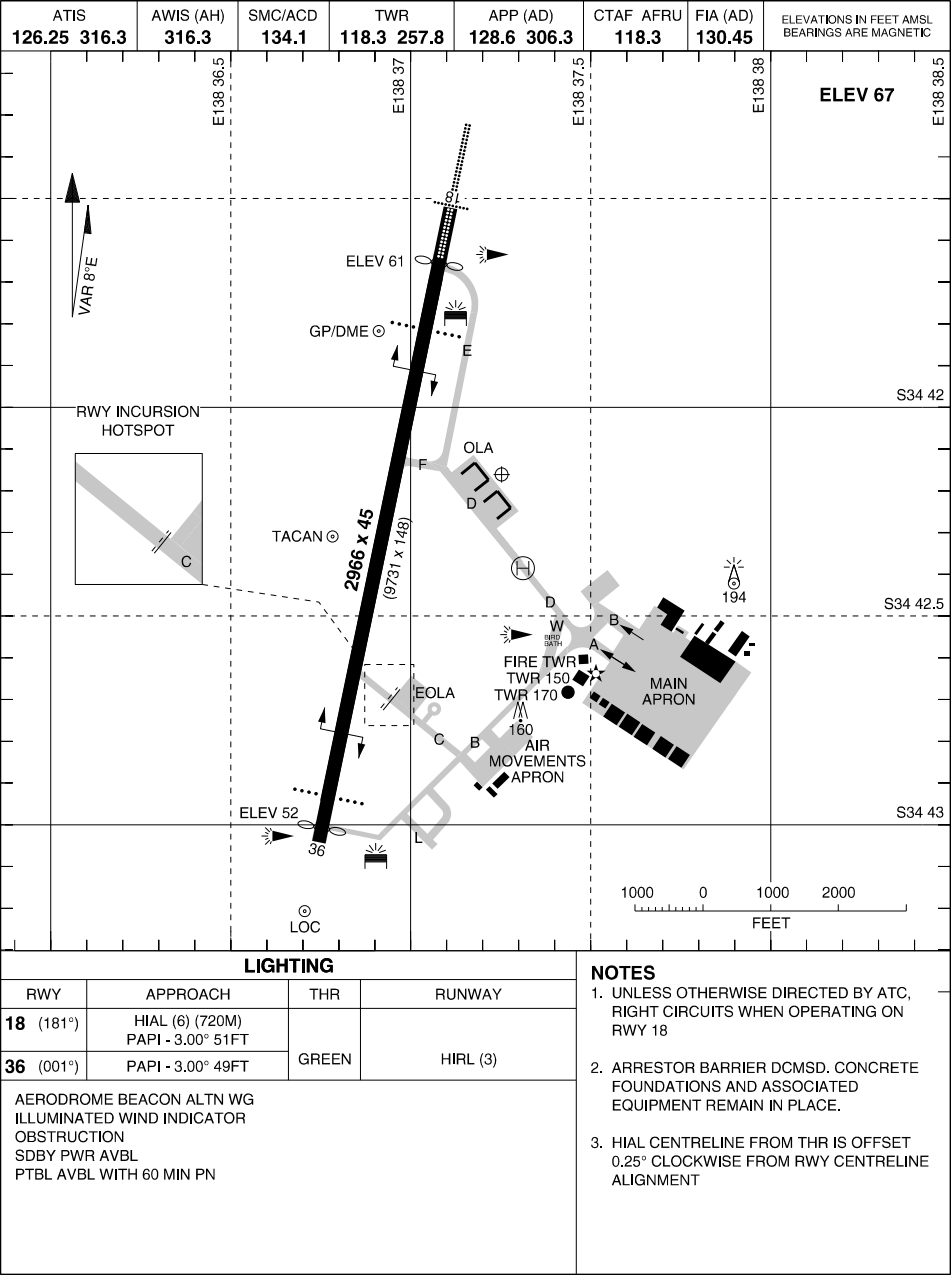 ATIS
126.25 316.3
AWIS (AH)
316.3
SMC/ACD
134.1
TWR
118.3 257.8
APP (AD)
128.6 306.3
CTAF AFRU
118.3
FIA (AD)
130.45
ELEVATIONS IN FEET AMSL
BEARINGS ARE MAGNETIC
E138 36.5
E138 37
E138 37.5
E138 38
E138 38.5
ELEV 67
VAR 8°E
18
ELEV 61
GP/DME
E
S34 42
RWY INCURSION
HOTSPOT
C
F
OLA
D
TACAN
2966 x 45
(9731 x 148)
H
194
S34 42.5
D
W
BIRD
BATH
B
A
FIRE TWR
TWR 150
TWR 170
MAIN
APRON
EOLA
160
C
B
AIR
MOVEMENTS
APRON
ELEV 52
S34 43
L
36
LOC
1000 0 1000 2000
FEET
LIGHTING
RWY APPROACH THR RUNWAY
18 (181°)
HIAL (6) (720M)
PAPI - 3.00° 51FT
36 (001°)
PAPI - 3.00° 49FT
GREEN
HIRL (3)
AERODROME BEACON ALTN WG
ILLUMINATED WIND INDICATOR
OBSTRUCTION
SDBY PWR AVBL
PTBL AVBL WITH 60 MIN PN
NOTES
1. UNLESS OTHERWISE DIRECTED BY ATC,
RIGHT CIRCUITS WHEN OPERATING ON
RWY 18
2. ARRESTOR BARRIER DCMSD. CONCRETE
FOUNDATIONS AND ASSOCIATED
EQUIPMENT REMAIN IN PLACE.
3. HIAL CENTRELINE FROM THR IS OFFSET
0.25° CLOCKWISE FROM RWY CENTRELINE
ALIGNMENT